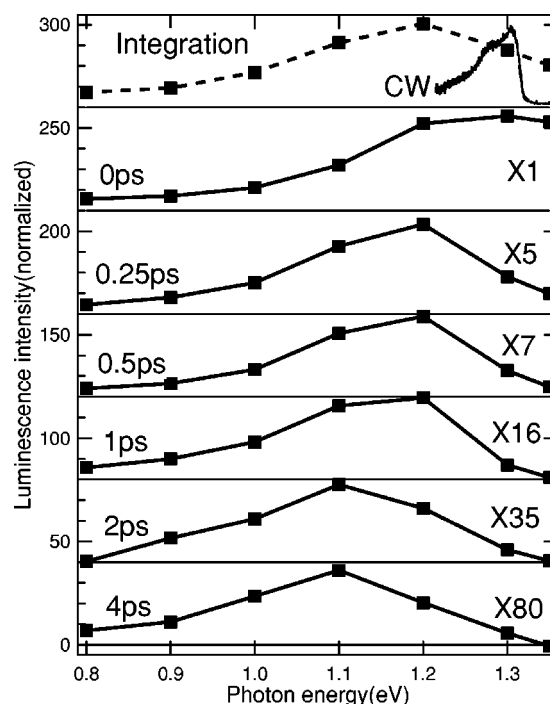 300
Integration
CW
250
0ps
X1
200
0.25ps
X5
150
0.5ps
X7
100
1ps
X16
50
2ps
X35
4ps
X80
0
0.8 0.9 1.0 1.1 1.2 1.3
Photon energy(eV)
Luminescence intensity(normalized)